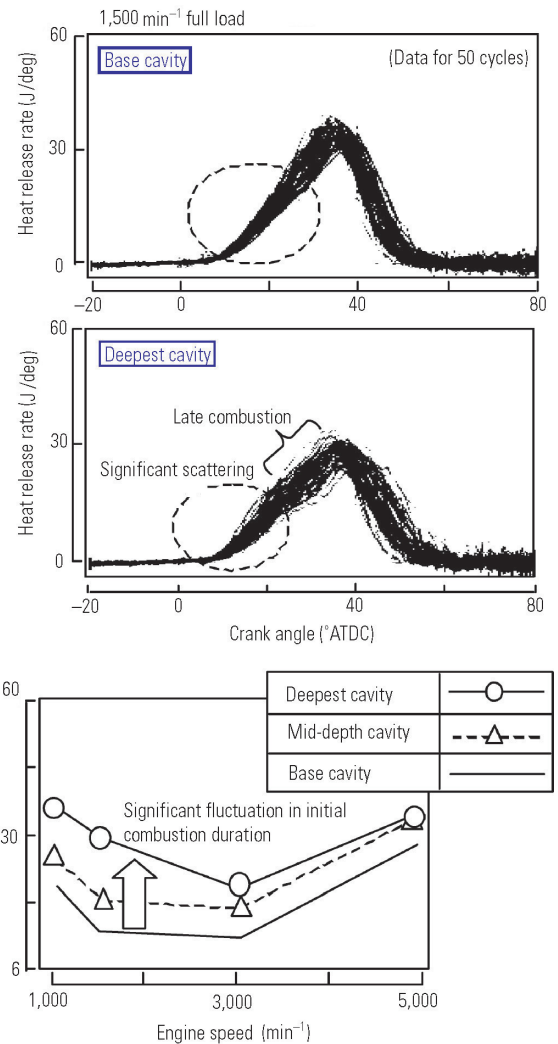 1,500 min⁻¹ full load
60
Base cavity
(Data for 50 cycles)
Heat release rate (J/deg)
30
0
–20 0 40 80
60
Deepest cavity
Heat release rate (J/deg)
Late combustion
30
Significant scattering
0
–20 0 40 80
Crank angle (°ATDC)
60
Deepest cavity
Mid-depth cavity
Base cavity
Significant fluctuation in initial
combustion duration
30
6
1,000 3,000 5,000
Engine speed (min⁻¹)